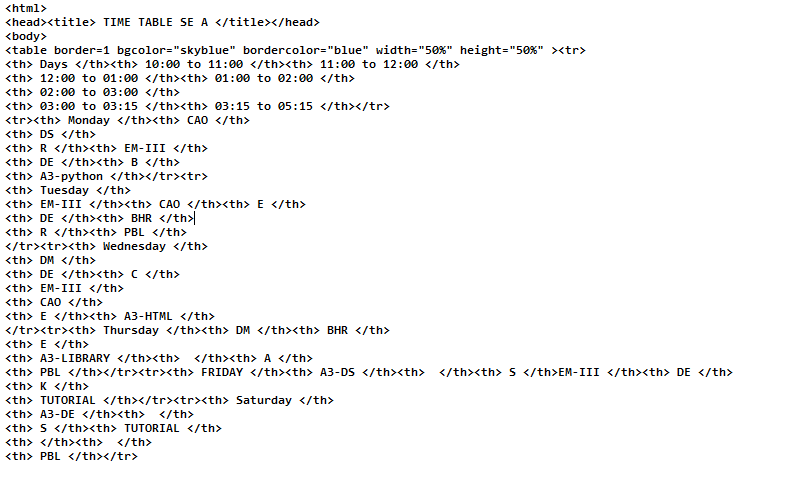 <html>
<head><title> TIME TABLE SE A </title></head>
<body>
<table border=1 bgcolor="skyblue" bordercolor="blue" width="50%" height="50%" ><tr>
<th> Days </th><th> 10:00 to 11:00 </th><th> 11:00 to 12:00 </th>
<th> 12:00 to 01:00 </th><th> 01:00 to 02:00 </th>
<th> 02:00 to 03:00 </th>
<th> 03:00 to 03:15 </th><th> 03:15 to 05:15 </th></tr>
<tr><th> Monday </th><th> CAO </th>
<th> DS </th>
<th> R </th><th> EM-III </th>
<th> DE </th><th> B </th>
<th> A3-python </th></tr><tr>
<th> Tuesday </th>
<th> EM-III </th><th> CAO </th><th> E </th>
<th> DE </th><th> BHR </th>
<th> R </th><th> PBL </th>
</tr><tr><th> Wednesday </th>
<th> DM </th>
<th> DE </th><th> C </th>
<th> EM-III </th>
<th> CAO </th>
<th> E </th><th> A3-HTML </th>
</tr><tr><th> Thursday </th><th> DM </th><th> BHR </th>
<th> E </th>
<th> A3-LIBRARY </th><th>  </th><th> A </th>
<th> PBL </th></tr><tr><th> FRIDAY </th><th> A3-DS </th><th>  </th><th> S </th>EM-III </th><th> DE </th>
<th> K </th>
<th> TUTORIAL </th></tr><tr><th> Saturday </th>
<th> A3-DE </th><th>  </th>
<th> S </th><th> TUTORIAL </th>
<th> </th><th>  </th>
<th> PBL </th></tr>